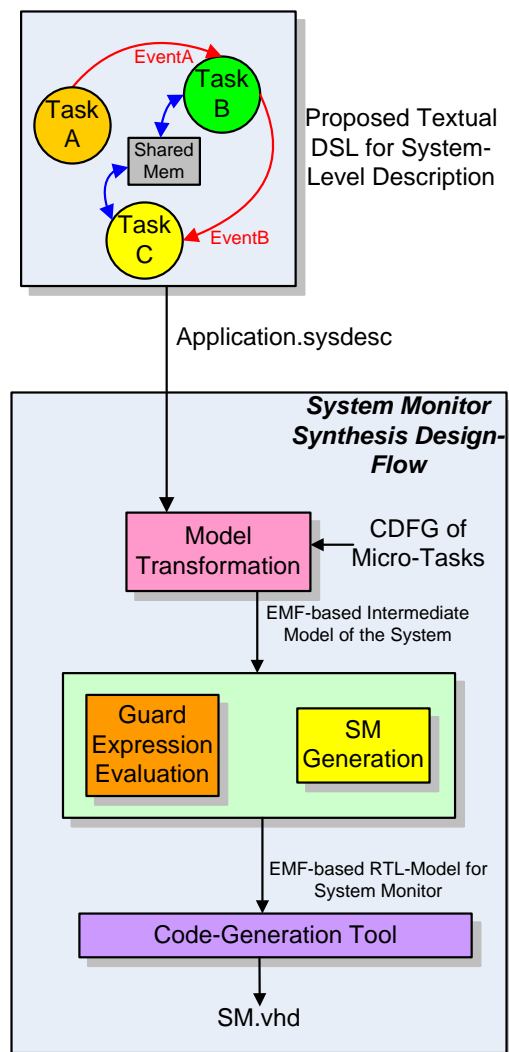 EventA
Task
A
Task
B
Shared
Mem
Task
C
EventB
Proposed Textual
DSL for System-
Level Description
Application.sysdesc
System Monitor
Synthesis Design-
Flow
Model
Transformation
CDFG of
Micro-Tasks
EMF-based Intermediate
Model of the System
Guard
Expression
Evaluation
SM
Generation
EMF-based RTL-Model for
System Monitor
Code-Generation Tool
SM.vhd